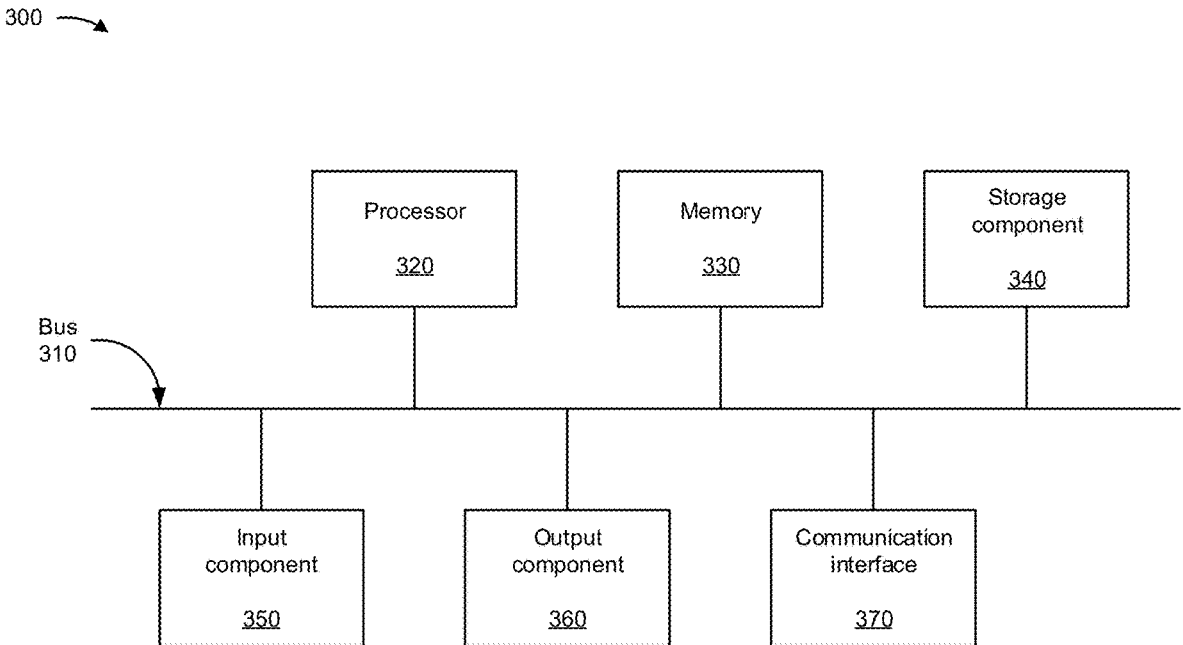 300
Processor
320
Memory
330
Storage
component
340
Bus
310
Input
component
350
Output
component
360
Communication
interface
370